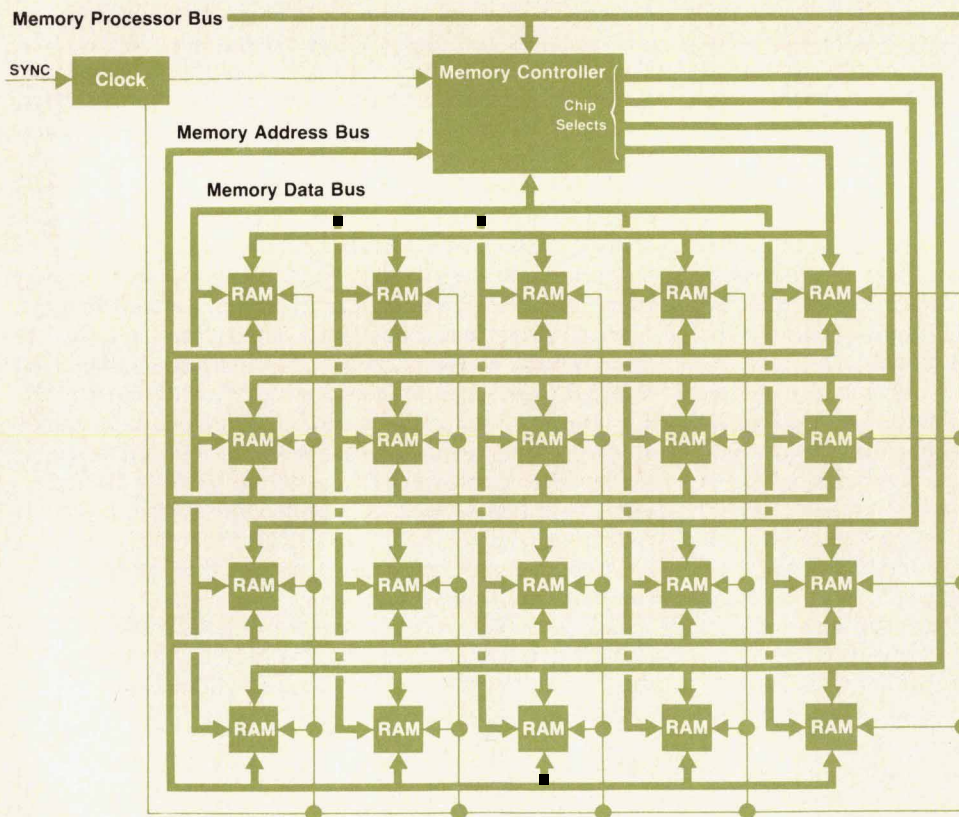 Memory Processor Bus
SYNC
Clock
Memory Controller
Chip
Selects
Memory Address Bus
Memory Data Bus
RAM RAM RAM RAM RAM
RAM RAM RAM RAM RAM
RAM RAM RAM RAM RAM
RAM RAM RAM RAM RAM